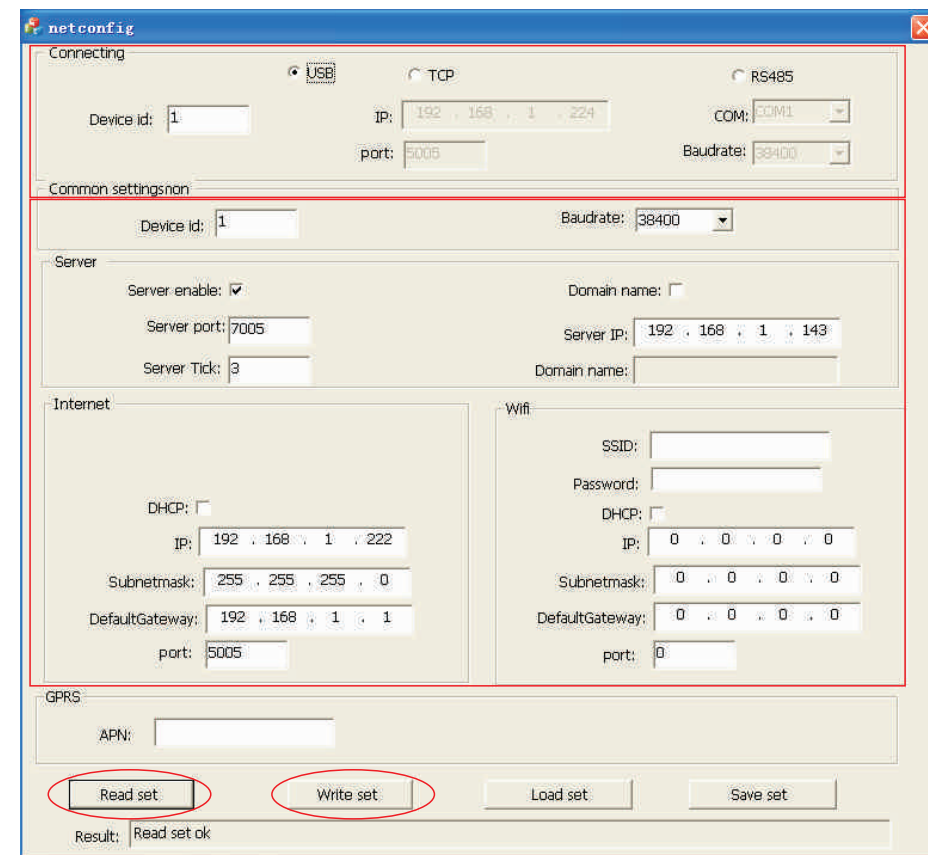 netconfig
Connecting
USB TCP RS485
Device id: 1 IP: 192 . 168 . 1 . 224 COM: COM1
port: 5005 Baudrate: 38400
Common settingsnon
Device id: 1 Baudrate: 38400
Server
Server enable: Domain name:
Server port: 7005 Server IP: 192 . 168 . 1 . 143
Server Tick: 3 Domain name:
Internet Wifi
SSID:
Password:
DHCP: DHCP:
IP: 192 . 168 . 1 . 222 IP: 0 . 0 . 0 . 0
Subnetmask: 255 . 255 . 255 . 0 Subnetmask: 0 . 0 . 0 . 0
DefaultGateway: 192 . 168 . 1 . 1 DefaultGateway: 0 . 0 . 0 . 0
port: 5005 port: 0
GPRS
APN:
Read set Write set Load set Save set
Result: Read set ok